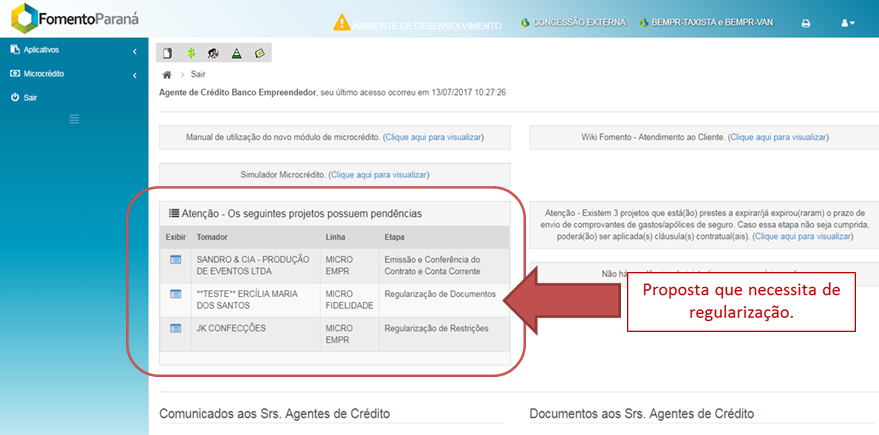 FomentoParaná
AMBIENTE DE DESENVOLVIMENTO
CONCESSÃO EXTERNA
BEMPR-TAXISTA e BEMPR-VAN
Aplicativos
Microcrédito
Sair
Sair
Agente de Crédito Banco Empreendedor, seu último acesso ocorreu em 13/07/2017 10:27:26
Manual de utilização do novo módulo de microcrédito. (Clique aqui para visualizar)
Wiki Fomento - Atendimento ao Cliente. (Clique aqui para visualizar)
Simulador Microcrédito. (Clique aqui para visualizar)
Atenção - Os seguintes projetos possuem pendências
Exibir Tomador Linha Etapa
SANDRO & CIA - PRODUÇÃO
DE EVENTOS LTDA
MICRO
EMPR
Emissão e Conferência do
Contrato e Conta Corrente
**TESTE** ERCÍLIA MARIA
DOS SANTOS
MICRO
FIDELIDADE
Regularização de Documentos
JK CONFECÇÕES
MICRO
EMPR
Regularização de Restrições
Atenção - Existem 3 projetos que está(ão) prestes a expirar/já expirou(raram) o prazo de
envio de comprovantes de gastos/apólices de seguro. Caso essa etapa não seja cumprida,
poderá(ão) ser aplicada(s) cláusula(s) contratual(ais). (Clique aqui para visualizar)
Não há
Proposta que necessita de
regularização.
Comunicados aos Srs. Agentes de Crédito
Documentos aos Srs. Agentes de Crédito